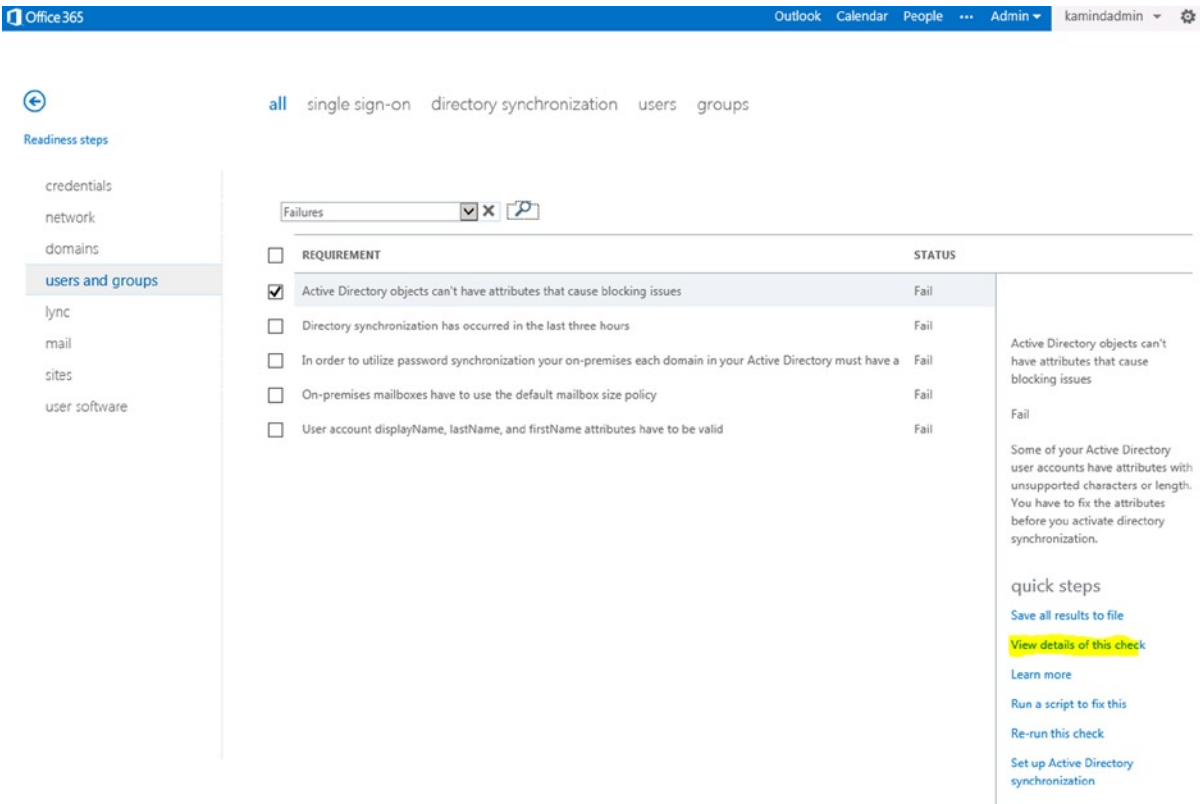 Office 365
Outlook Calendar People ... Admin kamindadmin
all single sign-on directory synchronization users groups
Readiness steps
credentials
network
domains
users and groups
lync
mail
sites
user software
Failures
REQUIREMENT STATUS
Active Directory objects can't have attributes that cause blocking issues Fail
Directory synchronization has occurred in the last three hours Fail
In order to utilize password synchronization your on-premises each domain in your Active Directory must have a Fail
On-premises mailboxes have to use the default mailbox size policy Fail
User account displayName, lastName, and firstName attributes have to be valid Fail
Active Directory objects can't
have attributes that cause
blocking issues
Fail
Some of your Active Directory
user accounts have attributes with
unsupported characters or length.
You have to fix the attributes
before you activate directory
synchronization.
quick steps
Save all results to file
View details of this check
Learn more
Run a script to fix this
Re-run this check
Set up Active Directory
synchronization